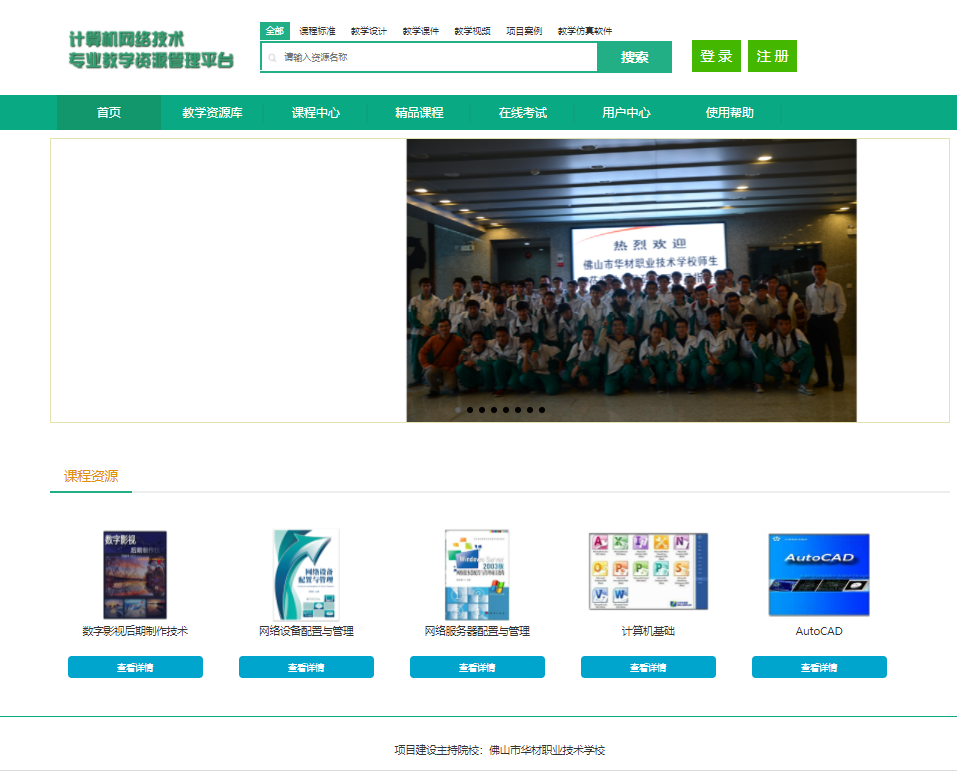 计算机网络技术
专业教学资源管理平台
全部 课程标准 教学设计 教学课件 教学视频 项目案例 教学仿真软件
请输入资源名称
搜索
登录
注册
首页 教学资源库 课程中心 精品课程 在线考试 用户中心 使用帮助
热烈欢迎
佛山市华材职业技术学校师生
课程资源
数字影视
后期制作技术
网络设备
配置与管理
Windows Server
2003版
AutoCAD
数字影视后期制作技术 网络设备配置与管理 网络服务器配置与管理 计算机基础 AutoCAD
查看详情 查看详情 查看详情 查看详情 查看详情
项目建设主持院校：佛山市华材职业技术学校